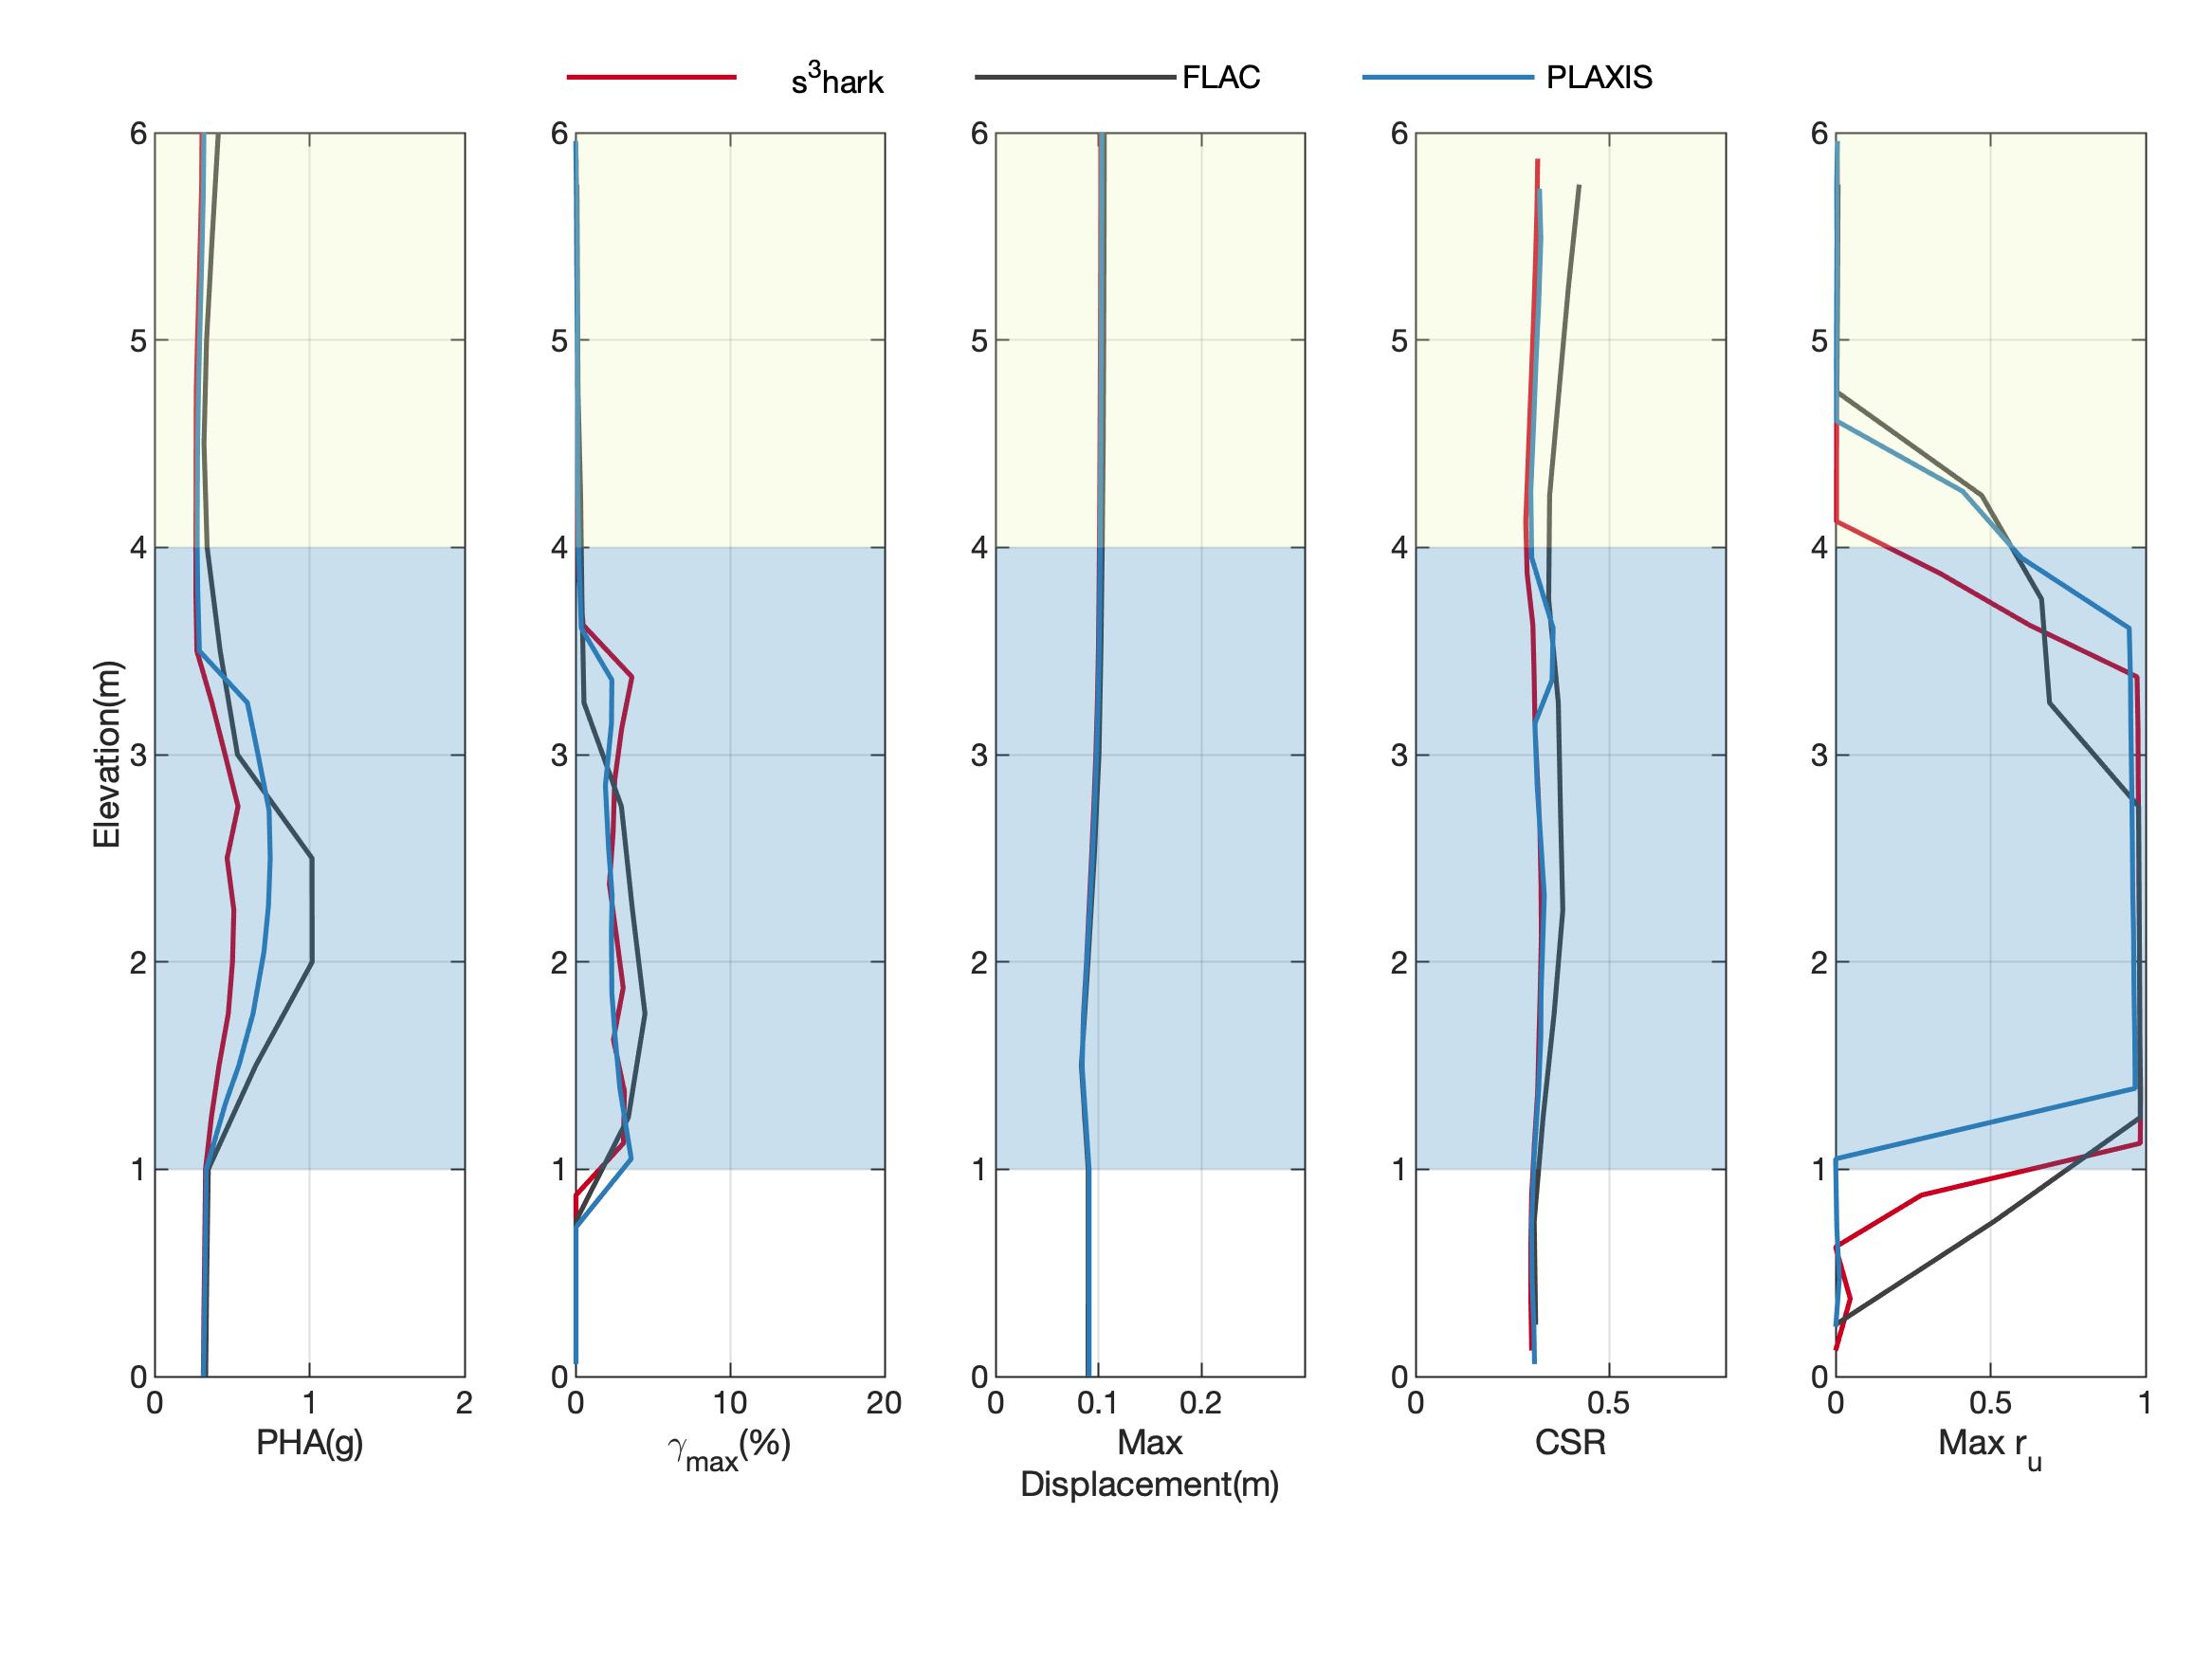 s³hark FLAC PLAXIS
6 6 6 6 6
5 5 5 5 5
4 4 4 4 4
Elevation(m)
3 3 3 3 3
2 2 2 2 2
1 1 1 1 1
0 0 0 0 0
0 1 2 0 10 20 0 0.1 0.2 0 0.5 0 0.5 1
PHA(g) γmax(%) Max CSR Max ru
Displacement(m)